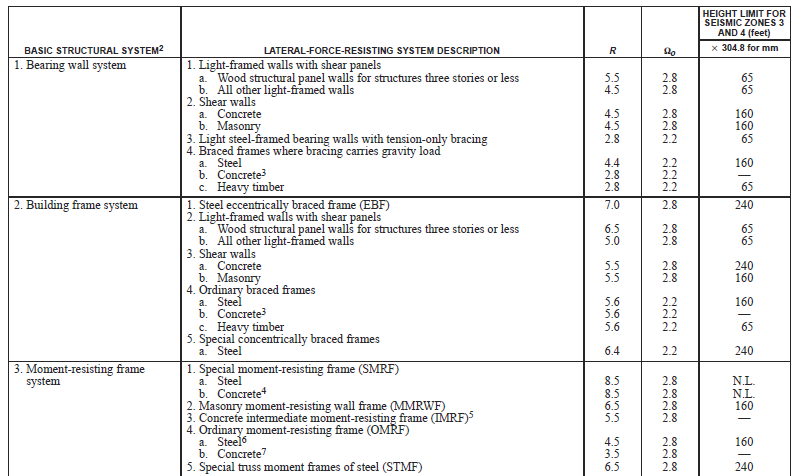 BASIC STRUCTURAL SYSTEM2 LATERAL-FORCE-RESISTING SYSTEM DESCRIPTION R Ωo HEIGHT LIMIT FOR
SEISMIC ZONES 3
AND 4 (feet)
× 304.8 for mm
1. Bearing wall system 1. Light-framed walls with shear panels
a. Wood structural panel walls for structures three stories or less 5.5 2.8 65
b. All other light-framed walls 4.5 2.8 65
2. Shear walls
a. Concrete 4.5 2.8 160
b. Masonry 4.5 2.8 160
3. Light steel-framed bearing walls with tension-only bracing 2.8 2.2 65
4. Braced frames where bracing carries gravity load
a. Steel 4.4 2.2 160
b. Concrete3 2.8 2.2 —
c. Heavy timber 2.8 2.2 65
2. Building frame system 1. Steel eccentrically braced frame (EBF) 7.0 2.8 240
2. Light-framed walls with shear panels
a. Wood structural panel walls for structures three stories or less 6.5 2.8 65
b. All other light-framed walls 5.0 2.8 65
3. Shear walls
a. Concrete 5.5 2.8 240
b. Masonry 5.5 2.8 160
4. Ordinary braced frames
a. Steel 5.6 2.2 160
b. Concrete3 5.6 2.2 —
c. Heavy timber 5.6 2.2 65
5. Special concentrically braced frames
a. Steel 6.4 2.2 240
3. Moment-resisting frame 1. Special moment-resisting frame (SMRF)
system a. Steel 8.5 2.8 N.L.
b. Concrete4 8.5 2.8 N.L.
2. Masonry moment-resisting wall frame (MMRWF) 6.5 2.8 160
3. Concrete intermediate moment-resisting frame (IMRF)5 5.5 2.8 —
4. Ordinary moment-resisting frame (OMRF)
a. Steel6 4.5 2.8 160
b. Concrete7 3.5 2.8 —
5. Special truss moment frames of steel (STMF) 6.5 2.8 240